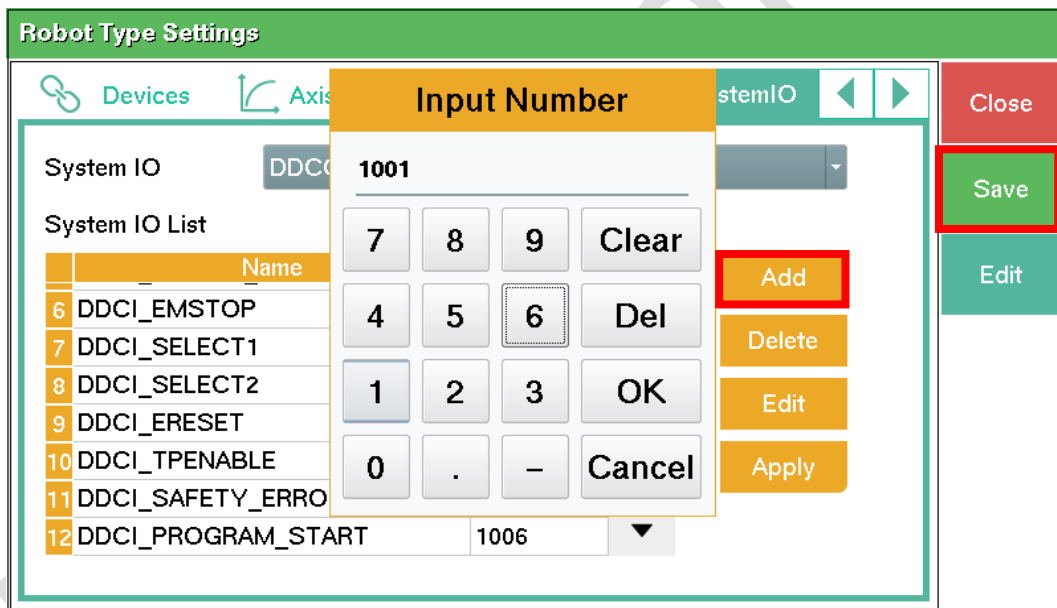 Robot Type Settings
Devices Axis stemIO
Close
Save
Edit
System IO DDC
System IO List
Name
6 DDCI_EMSTOP
7 DDCI_SELECT1
8 DDCI_SELECT2
9 DDCI_ERESET
10 DDCI_TPENABLE
11 DDCI_SAFETY_ERRO
12 DDCI_PROGRAM_START 1006
Input Number
1001
7 8 9 Clear
4 5 6 Del
1 2 3 OK
0 . – Cancel
Add
Delete
Edit
Apply